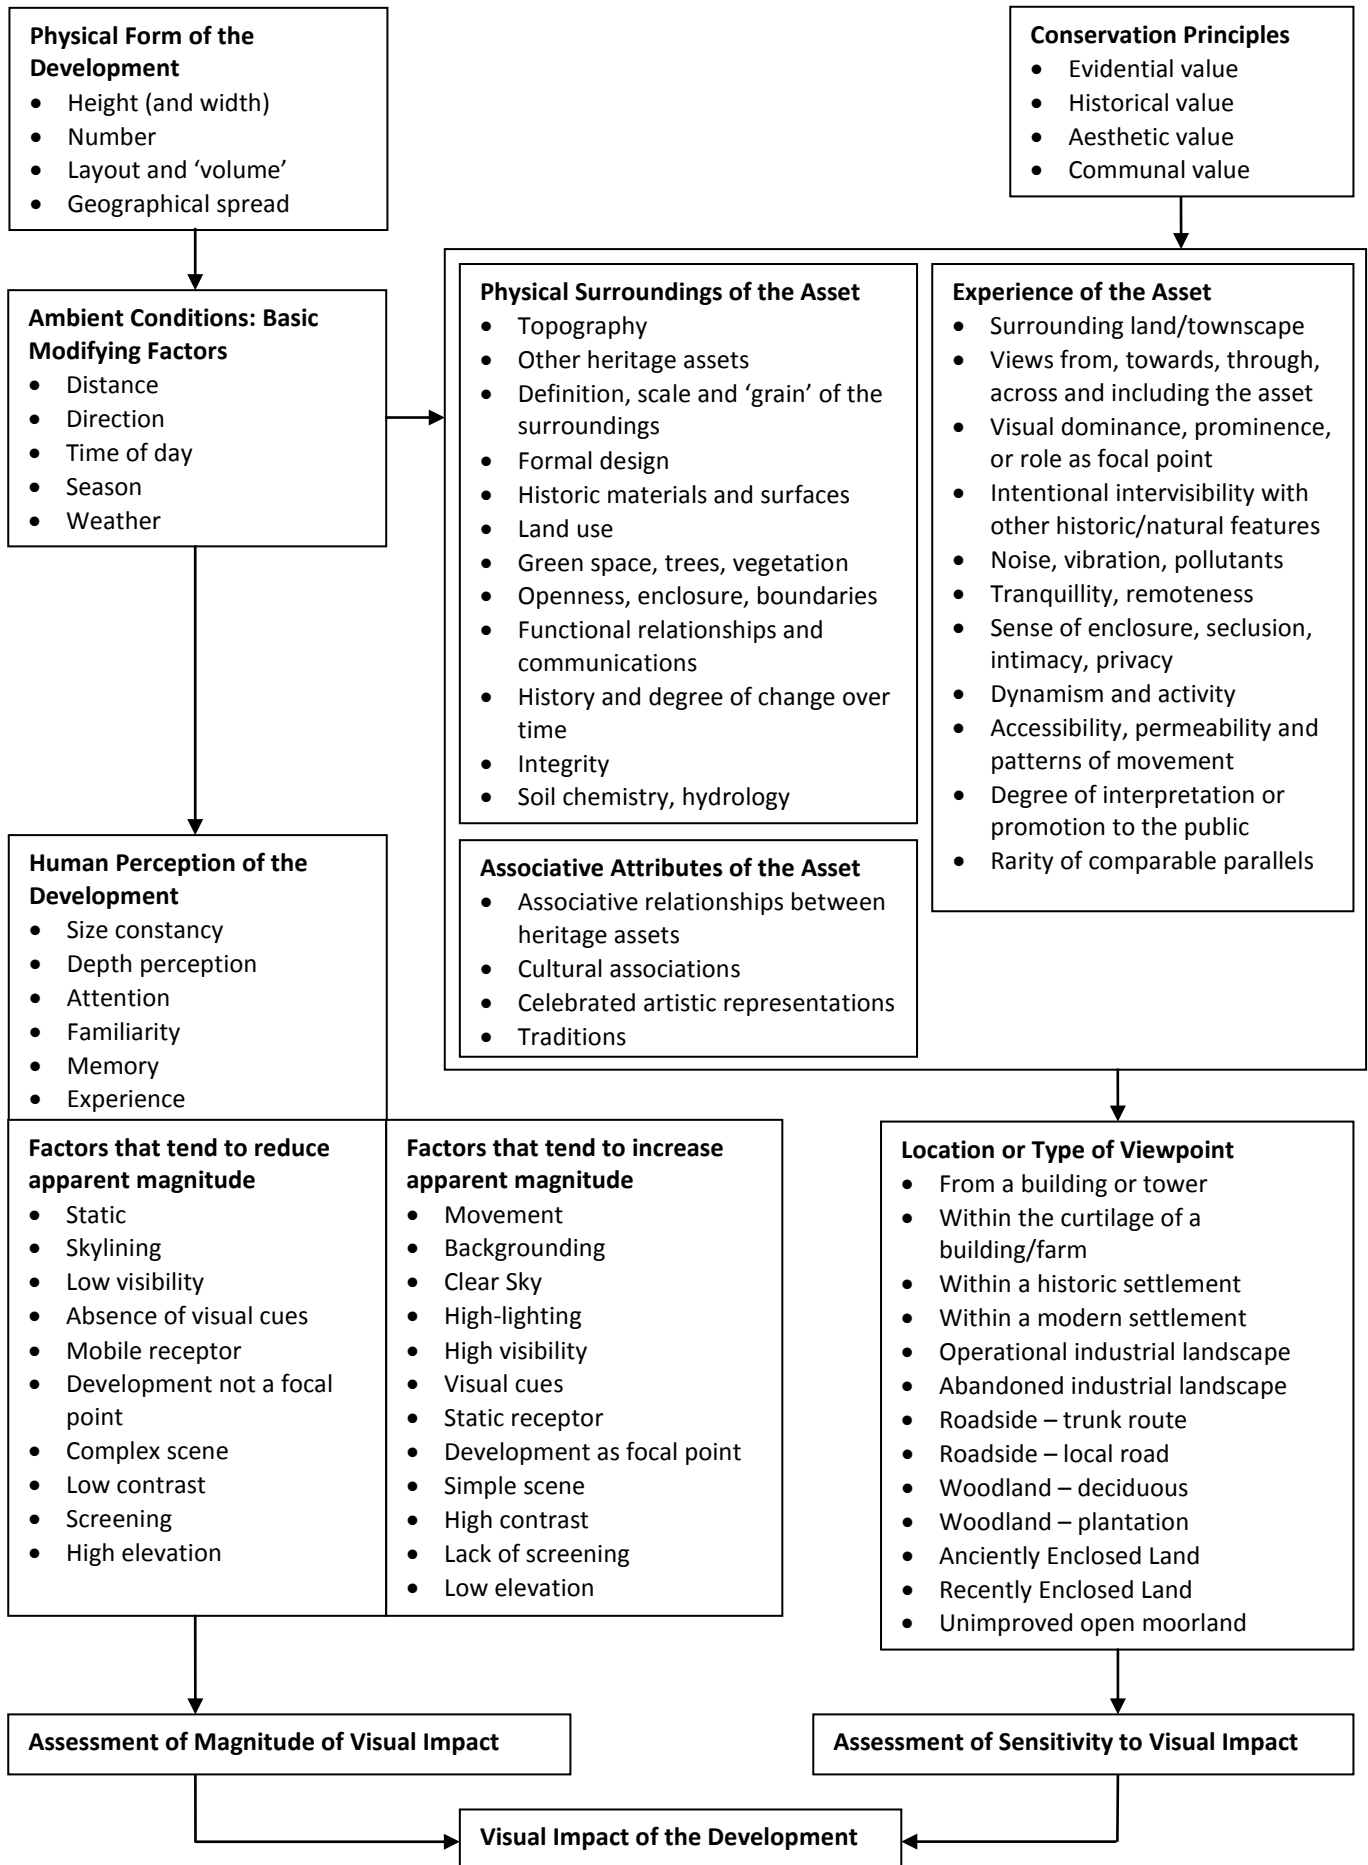 Physical Form of the
Development
• Height (and width)
• Number
• Layout and ‘volume’
• Geographical spread
Conservation Principles
• Evidential value
• Historical value
• Aesthetic value
• Communal value
Ambient Conditions: Basic
Modifying Factors
• Distance
• Direction
• Time of day
• Season
• Weather
Physical Surroundings of the Asset
• Topography
• Other heritage assets
• Definition, scale and ‘grain’ of the
surroundings
• Formal design
• Historic materials and surfaces
• Land use
• Green space, trees, vegetation
• Openness, enclosure, boundaries
• Functional relationships and
communications
• History and degree of change over
time
• Integrity
• Soil chemistry, hydrology
Experience of the Asset
• Surrounding land/townscape
• Views from, towards, through,
across and including the asset
• Visual dominance, prominence,
or role as focal point
• Intentional intervisibility with
other historic/natural features
• Noise, vibration, pollutants
• Tranquillity, remoteness
• Sense of enclosure, seclusion,
intimacy, privacy
• Dynamism and activity
• Accessibility, permeability and
patterns of movement
• Degree of interpretation or
promotion to the public
• Rarity of comparable parallels
Associative Attributes of the Asset
• Associative relationships between
heritage assets
• Cultural associations
• Celebrated artistic representations
• Traditions
Human Perception of the
Development
• Size constancy
• Depth perception
• Attention
• Familiarity
• Memory
• Experience
Factors that tend to reduce
apparent magnitude
• Static
• Skylining
• Low visibility
• Absence of visual cues
• Mobile receptor
• Development not a focal
point
• Complex scene
• Low contrast
• Screening
• High elevation
Factors that tend to increase
apparent magnitude
• Movement
• Backgrounding
• Clear Sky
• High-lighting
• High visibility
• Visual cues
• Static receptor
• Development as focal point
• Simple scene
• High contrast
• Lack of screening
• Low elevation
Location or Type of Viewpoint
• From a building or tower
• Within the curtilage of a
building/farm
• Within a historic settlement
• Within a modern settlement
• Operational industrial landscape
• Abandoned industrial landscape
• Roadside – trunk route
• Roadside – local road
• Woodland – deciduous
• Woodland – plantation
• Anciently Enclosed Land
• Recently Enclosed Land
• Unimproved open moorland
Assessment of Magnitude of Visual Impact
Assessment of Sensitivity to Visual Impact
Visual Impact of the Development